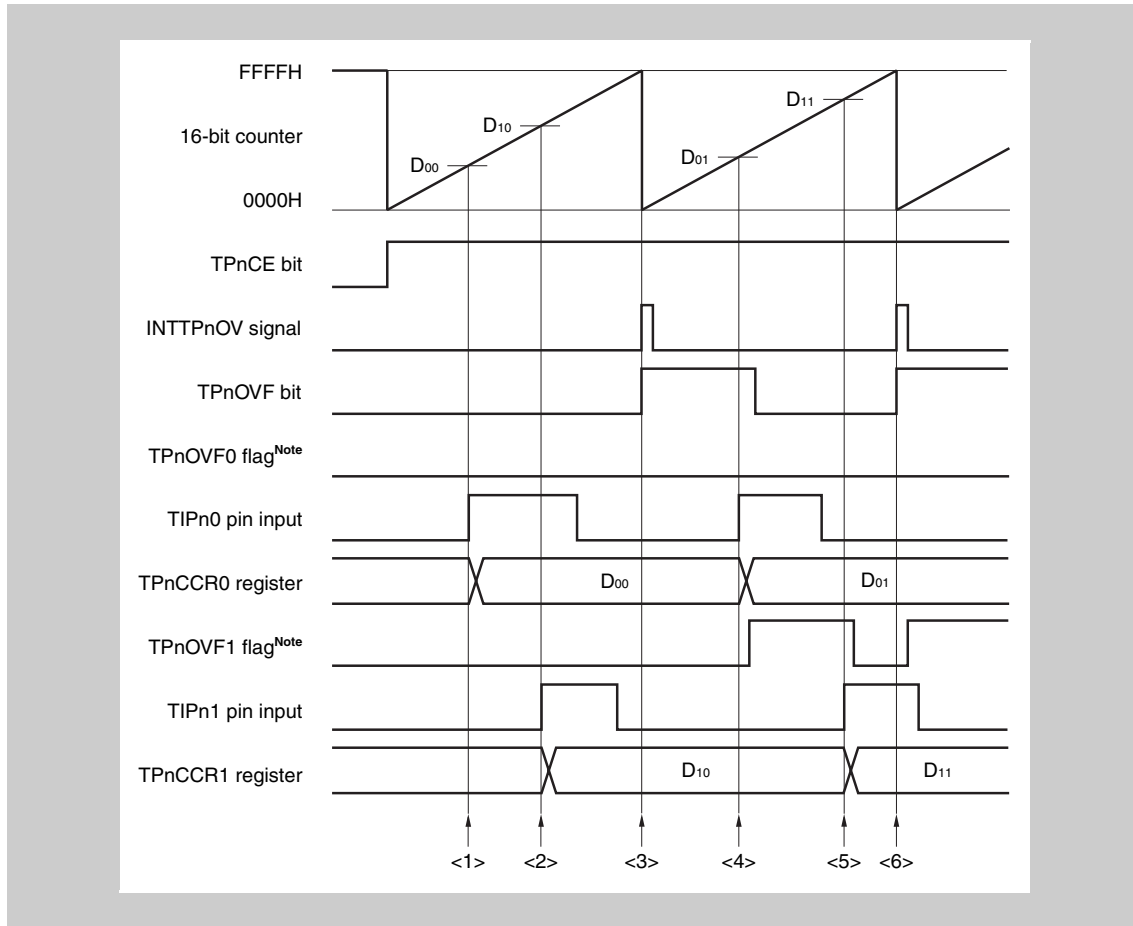 FFFFH
D11
D10
16-bit counter
D01
D00
0000H
TPnCE bit
INTTPnOV signal
TPnOVF bit
TPnOVF0 flagNote
TIPn0 pin input
TPnCCR0 register
D00
D01
TPnOVF1 flagNote
TIPn1 pin input
TPnCCR1 register
D10
D11
<1>
<2>
<3>
<4>
<5>
<6>